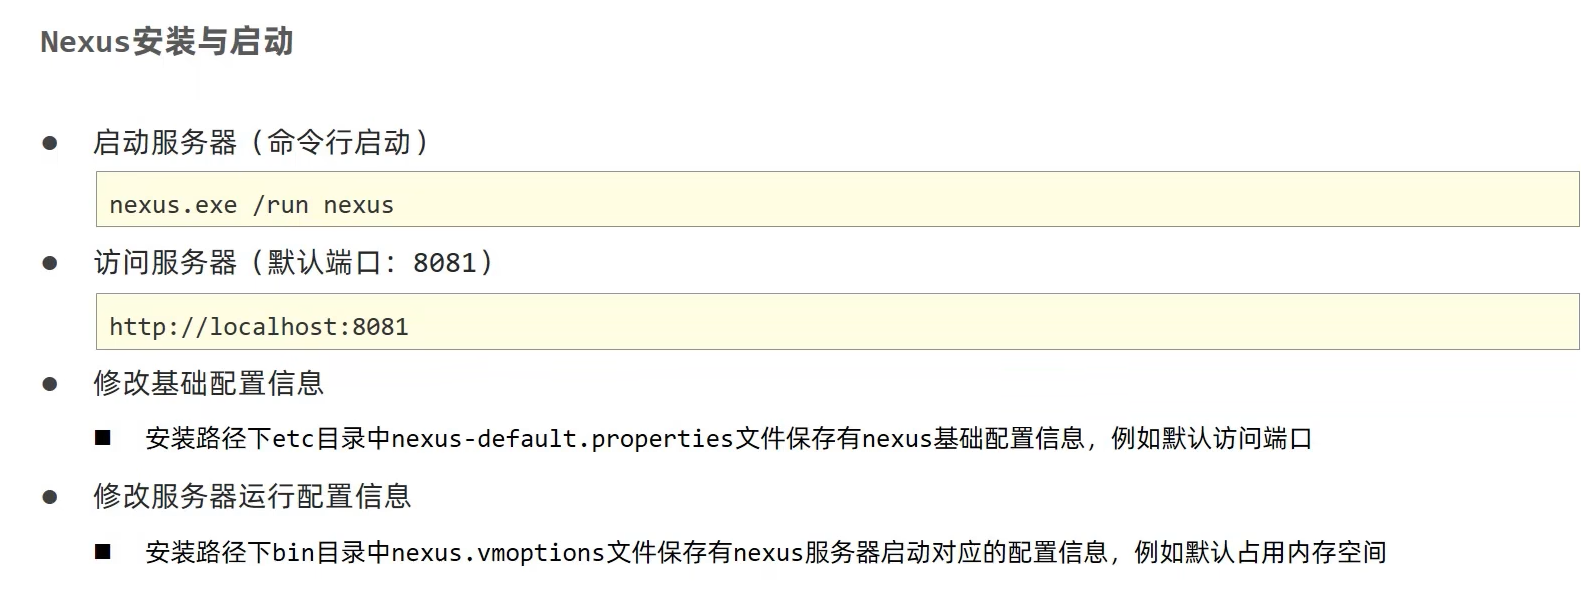 Nexus安装与启动
● 启动服务器（命令行启动）
nexus.exe /run nexus
● 访问服务器（默认端口：8081）
http://localhost:8081
● 修改基础配置信息
■ 安装路径下etc目录中nexus-default.properties文件保存有nexus基础配置信息，例如默认访问端口
● 修改服务器运行配置信息
■ 安装路径下bin目录中nexus.vmoptions文件保存有nexus服务器启动对应的配置信息，例如默认占用内存空间